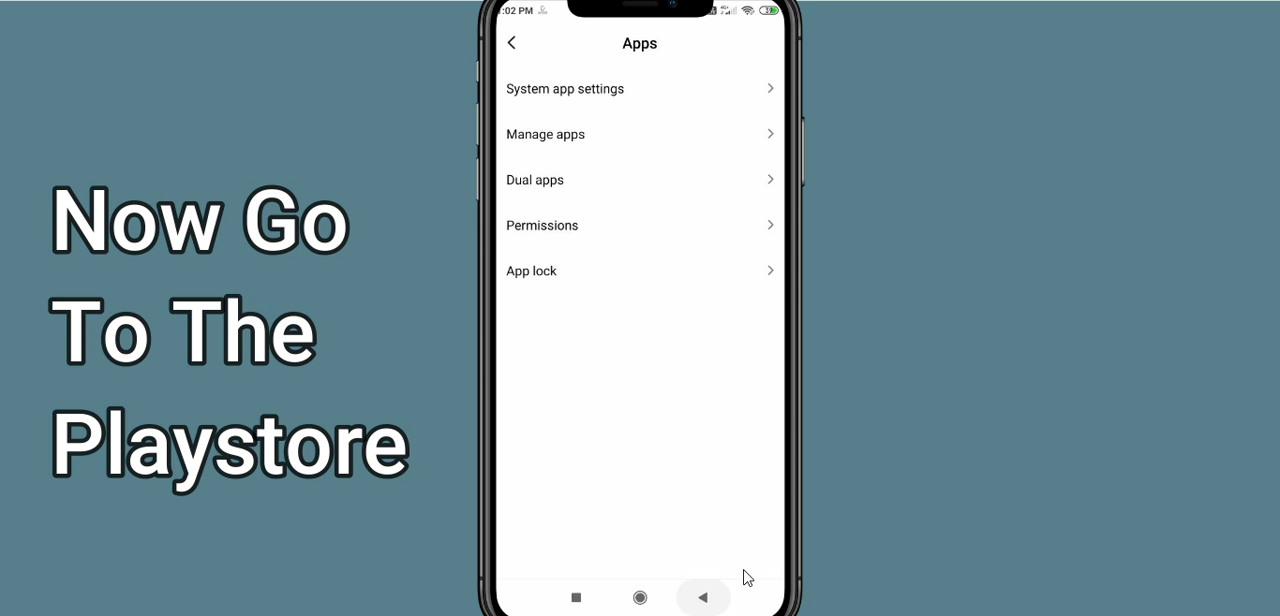 Now Go
To The
Playstore
:02 PM
Apps
System app settings
Manage apps
Dual apps
Permissions
App lock